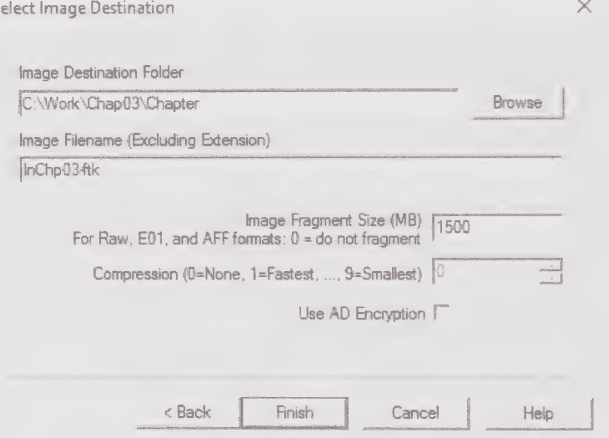 elect Image Destination
Image Destination Folder
C:\Work\Chap03\Chapter
Browse
Image Filename (Excluding Extension)
InChp03-ftk
Image Fragment Size (MB) 1500
For Raw, E01, and AFF formats: 0 = do not fragment
Compression (0=None, 1=Fastest, ..., 9=Smallest) 0
Use AD Encryption
< Back Finish Cancel Help